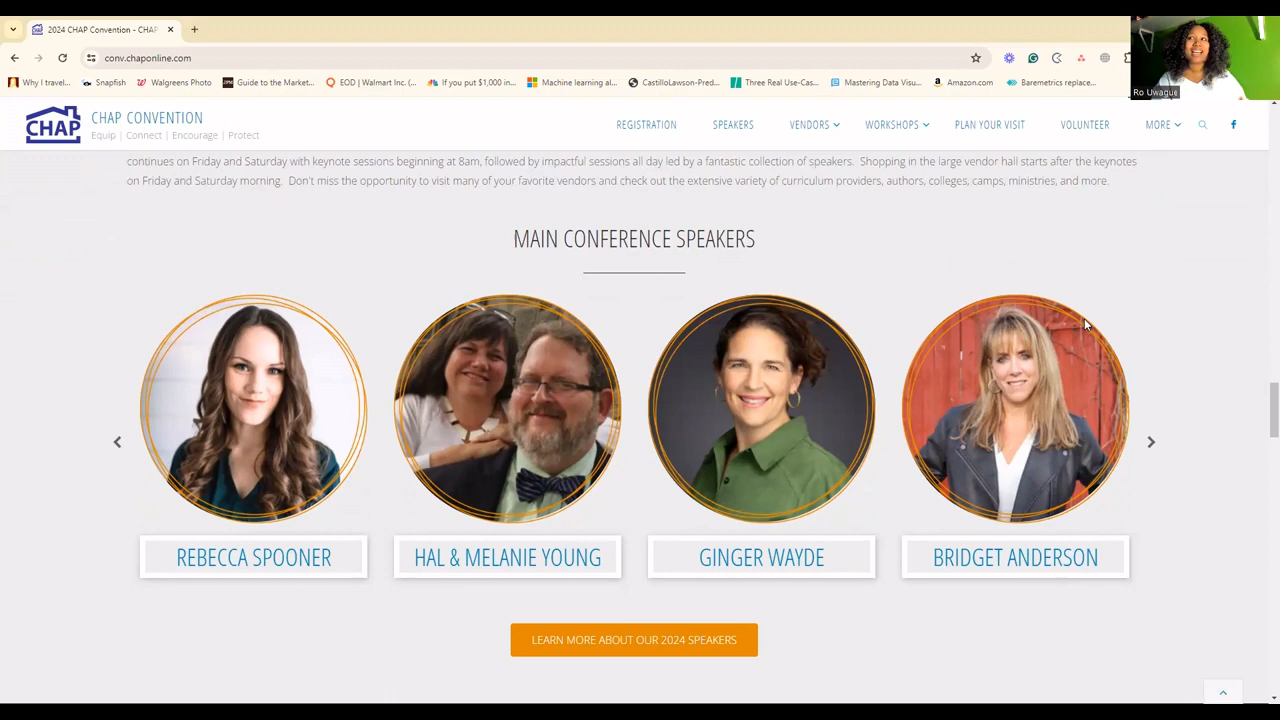 2024 CHAP Convention - CHAP
conv.chaponline.com
Why I travel...
Snapfish
Walgreens Photo
Guide to the Market...
EOD | Walmart Inc. (...
If you put $1,000 in...
Machine learning al...
CastilloLawson-Pred...
Three Real Use-Cas...
Mastering Data Visu...
Amazon.com
Baremetrics replace...
Ro Uwague
CHAP
CHAP CONVENTION
Equip | Connect | Encourage | Protect
REGISTRATION
SPEAKERS
VENDORS
WORKSHOPS
PLAN YOUR VISIT
VOLUNTEER
MORE
continues on Friday and Saturday with keynote sessions beginning at 8am, followed by impactful sessions all day led by a fantastic collection of speakers. Shopping in the large vendor hall starts after the keynotes
on Friday and Saturday morning. Don't miss the opportunity to visit many of your favorite vendors and check out the extensive variety of curriculum providers, authors, colleges, camps, ministries, and more.
MAIN CONFERENCE SPEAKERS
REBECCA SPOONER
HAL & MELANIE YOUNG
GINGER WAYDE
BRIDGET ANDERSON
LEARN MORE ABOUT OUR 2024 SPEAKERS